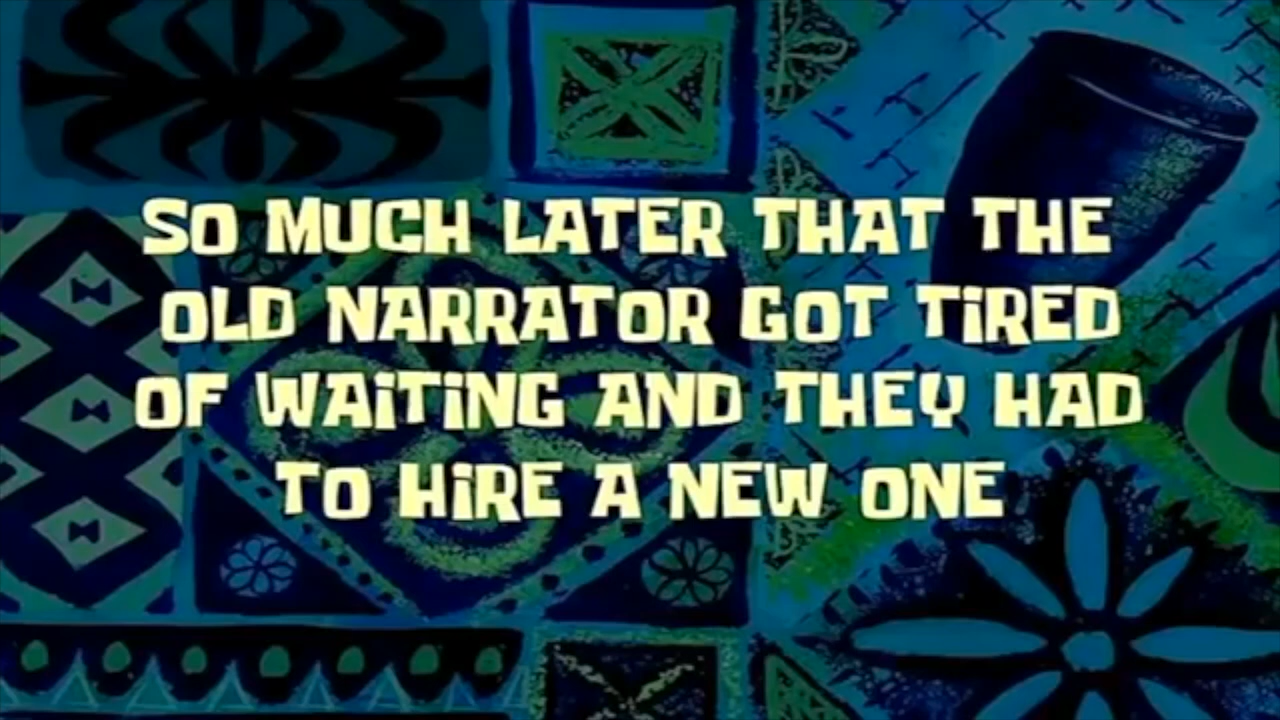 SO MUCH LATER THAT THE
OLD NARRATOR GOT TiRED
OF WAiTiNG AND THEY HAD
TO HiRE A NEW ONE